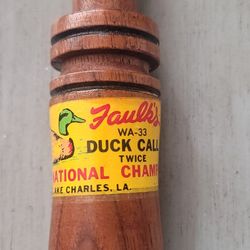 Faulk's
WA-33
DUCK CALL
TWICE
NATIONAL CHAMP
LAKE CHARLES, LA.